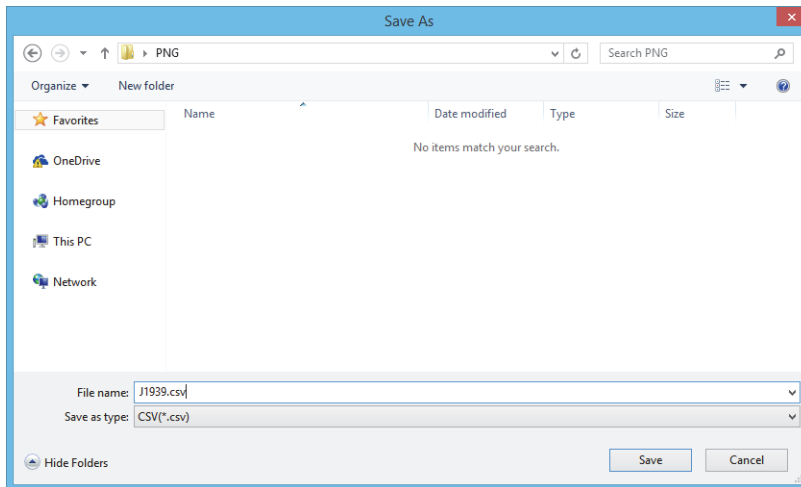 Save As
PNG
Search PNG
Organize
New folder
Name
Date modified
Type
Size
Favorites
No items match your search.
OneDrive
Homegroup
This PC
Network
File name: J1939.csv
Save as type: CSV(*.csv)
Hide Folders
Save
Cancel